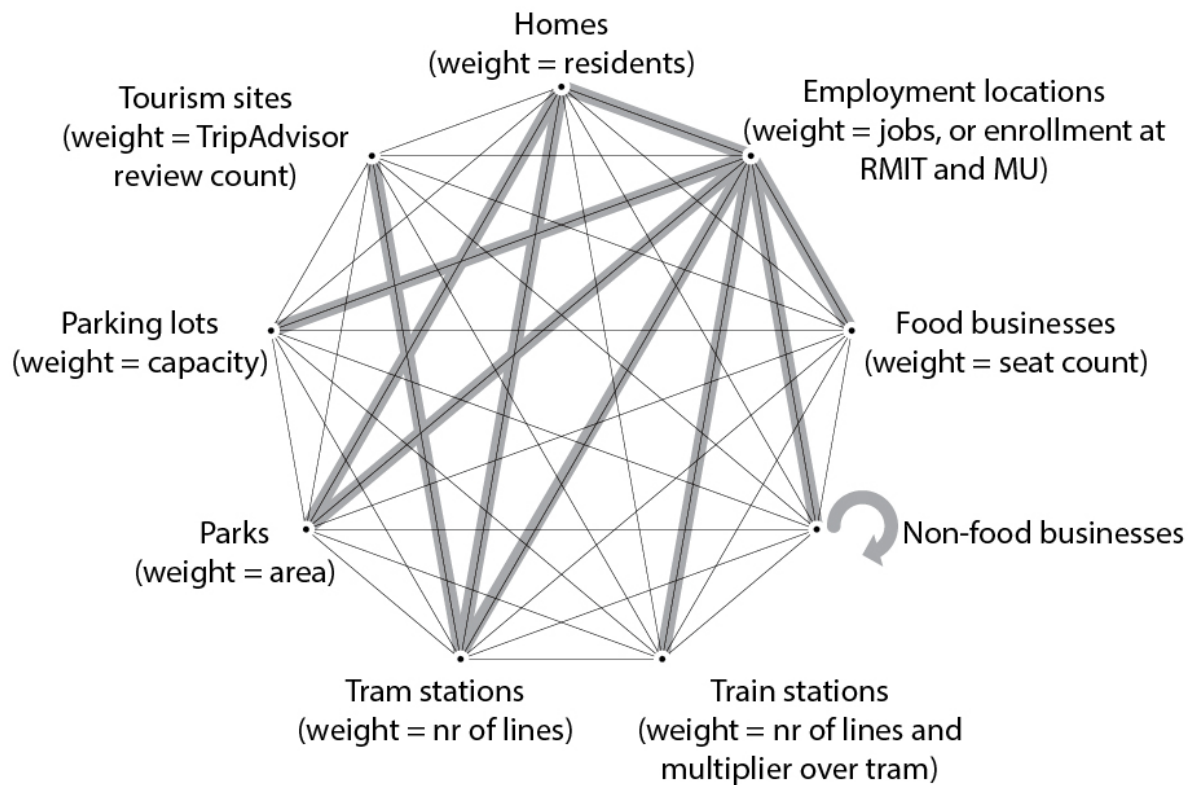 Homes
(weight = residents)
Tourism sites
(weight = TripAdvisor
review count)
Employment locations
(weight = jobs, or enrollment at
RMIT and MU)
Parking lots
(weight = capacity)
Food businesses
(weight = seat count)
Parks
(weight = area)
Non-food businesses
Tram stations
(weight = nr of lines)
Train stations
(weight = nr of lines and
multiplier over tram)